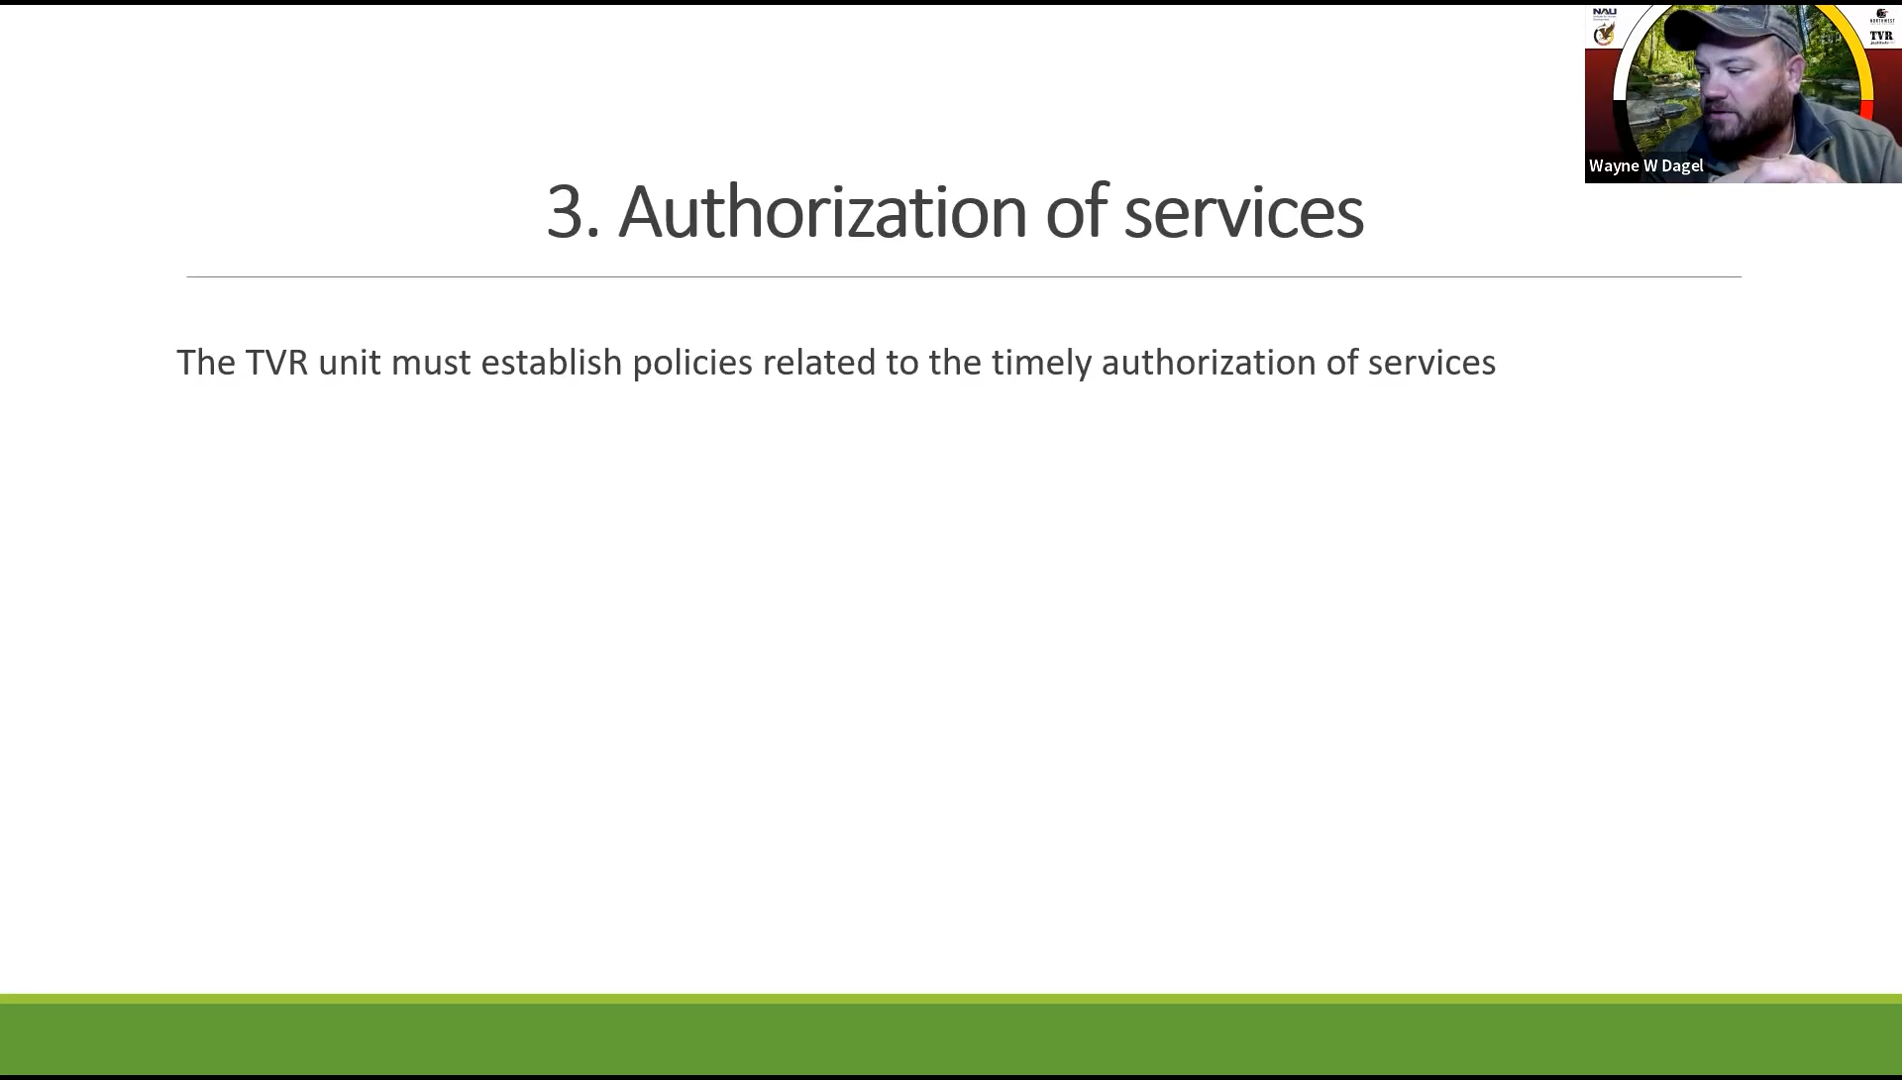 NAU
NORTHWEST
TVR
Wayne W Dagel
3. Authorization of services
The TVR unit must establish policies related to the timely authorization of services